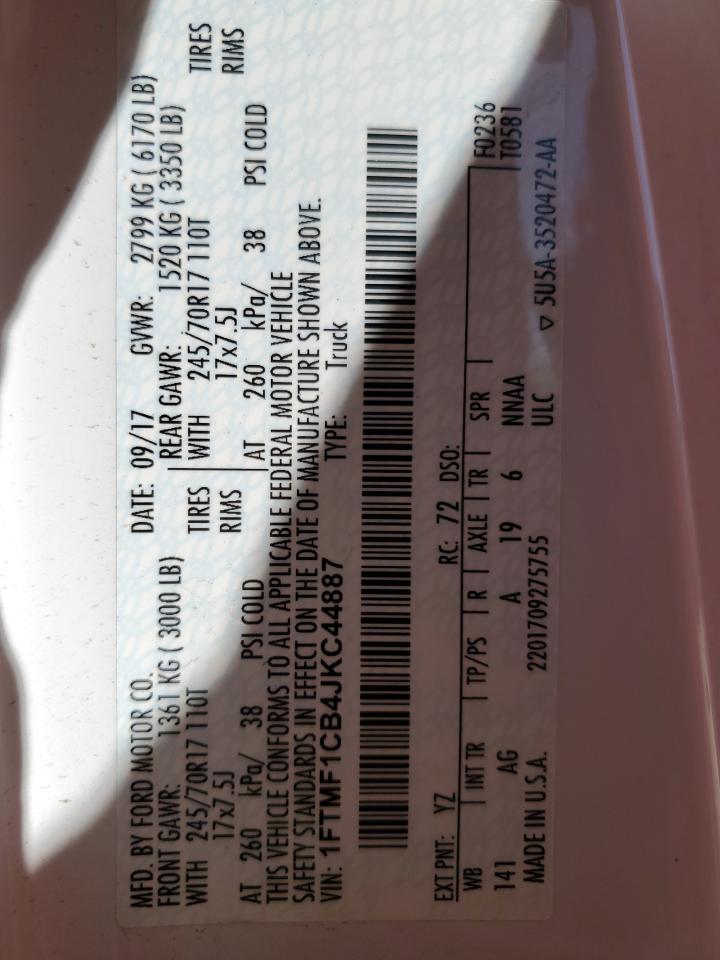 MFD. BY FORD MOTOR CO. DATE: 09/17 GVWR: 2799 KG ( 6170 LB)
FRONT GAWR: 1361 KG ( 3000 LB) REAR GAWR: 1520 KG ( 3350 LB)
WITH 245/70R17 110T TIRES WITH 245/70R17 110T TIRES
17x7.5J RIMS 17x7.5J RIMS
AT 260 kPa/ 38 PSI COLD AT 260 kPa/ 38 PSI COLD
THIS VEHICLE CONFORMS TO ALL APPLICABLE FEDERAL MOTOR VEHICLE
SAFETY STANDARDS IN EFFECT ON THE DATE OF MANUFACTURE SHOWN ABOVE.
VIN: 1FTMF1CB4JKC44887 TYPE: Truck
EXT PNT: YZ RC: 72 DSO: F0236
WB INT TR TP/PS R AXLE TR SPR T0581
141 AG A 19 6 NNAA
MADE IN U.S.A. 2201709275755 ULC ▽ 5U5A-3520472-AA